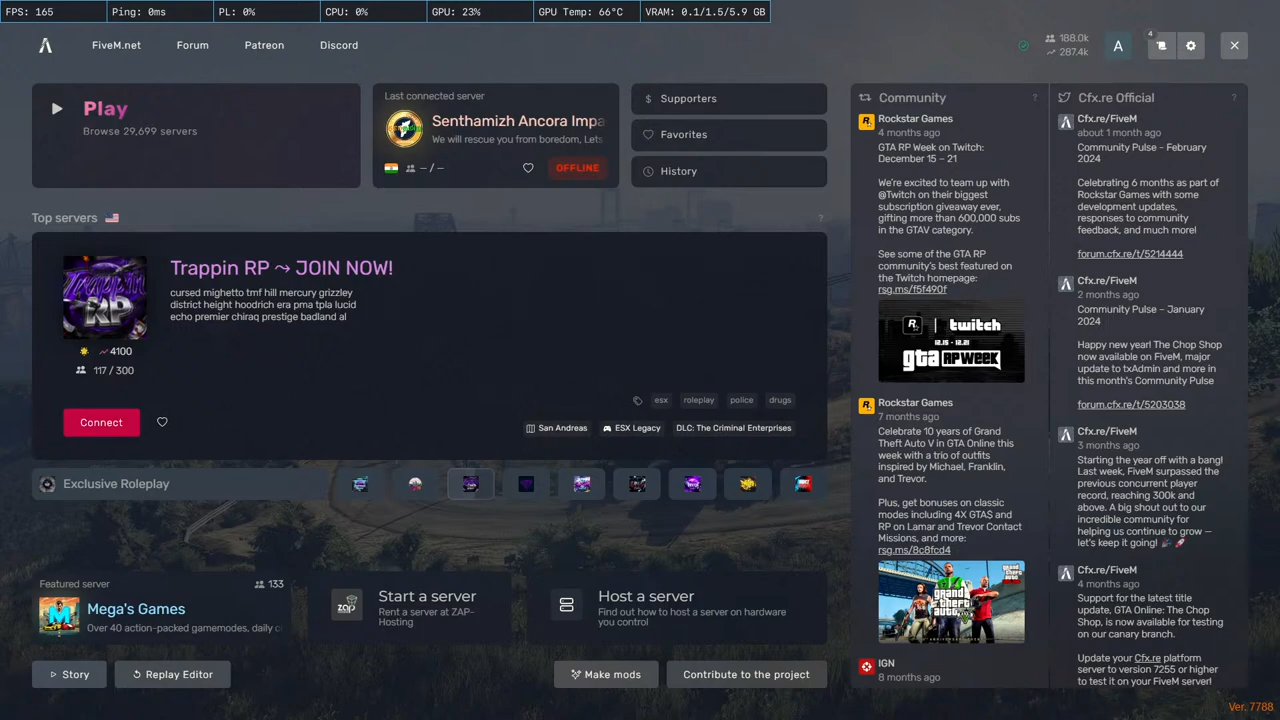 FPS: 165
Ping: 0ms
PL: 0%
CPU: 0%
GPU: 23%
GPU Temp: 66°C
VRAM: 0.1/1.5/5.9 GB
FiveM.net
Forum
Patreon
Discord
188.0k
287.4k
A
4
Play
Browse 29,699 servers
Last connected server
Senthamizh Ancora Impa
We will rescue you from boredom, Lets
– / –
OFFLINE
$ Supporters
Favorites
History
Top servers
?
Trappin RP ⤳ JOIN NOW!
Trappin
RP
cursed mighetto tmf hill mercury grizzley
district height hoodrich era pma tpla lucid
echo premier chiraq prestige badland al
4100
117 / 300
Connect
esx
roleplay
police
drugs
San Andreas
ESX Legacy
DLC: The Criminal Enterprises
Exclusive Roleplay
Featured server
133
Mega's Games
Over 40 action-packed gamemodes, daily c
ZAP
Start a server
Rent a server at ZAP-
Hosting
Host a server
Find out how to host a server on hardware
you control
Story
Replay Editor
Make mods
Contribute to the project
Community
?
Rockstar Games
4 months ago
GTA RP Week on Twitch:
December 15 – 21
We're excited to team up with
@Twitch on their biggest
subscription giveaway ever,
gifting more than 600,000 subs
in the GTAV category.
See some of the GTA RP
community's best featured on
the Twitch homepage:
rsg.ms/f5f490f
R* | twitch
12.15 - 12.21
gta RP WEEK
Rockstar Games
7 months ago
Celebrate 10 years of Grand
Theft Auto V in GTA Online this
week with a trio of outfits
inspired by Michael, Franklin,
and Trevor.
Plus, get bonuses on classic
modes including 4X GTA$ and
RP on Lamar and Trevor Contact
Missions, and more:
rsg.ms/8c8fcd4
grand
theft
auto
IGN
8 months ago
Cfx.re Official
?
Cfx.re/FiveM
about 1 month ago
Community Pulse – February
2024
Celebrating 6 months as part of
Rockstar Games with some
development updates,
responses to community
feedback, and much more!
forum.cfx.re/t/5214444
Cfx.re/FiveM
2 months ago
Community Pulse – January
2024
Happy new year! The Chop Shop
now available on FiveM, major
update to txAdmin and more in
this month's Community Pulse
forum.cfx.re/t/5203038
Cfx.re/FiveM
3 months ago
Starting the year off with a bang!
Last week, FiveM surpassed the
previous concurrent player
record, reaching 300k and
above. A big shout out to our
incredible community for
helping us continue to grow —
let's keep it going! 🎉 🚀
Cfx.re/FiveM
4 months ago
Support for the latest title
update, GTA Online: The Chop
Shop, is now available for testing
on our canary branch.
Update your Cfx.re platform
server to version 7255 or higher
to test it on your FiveM server!
Ver. 7788